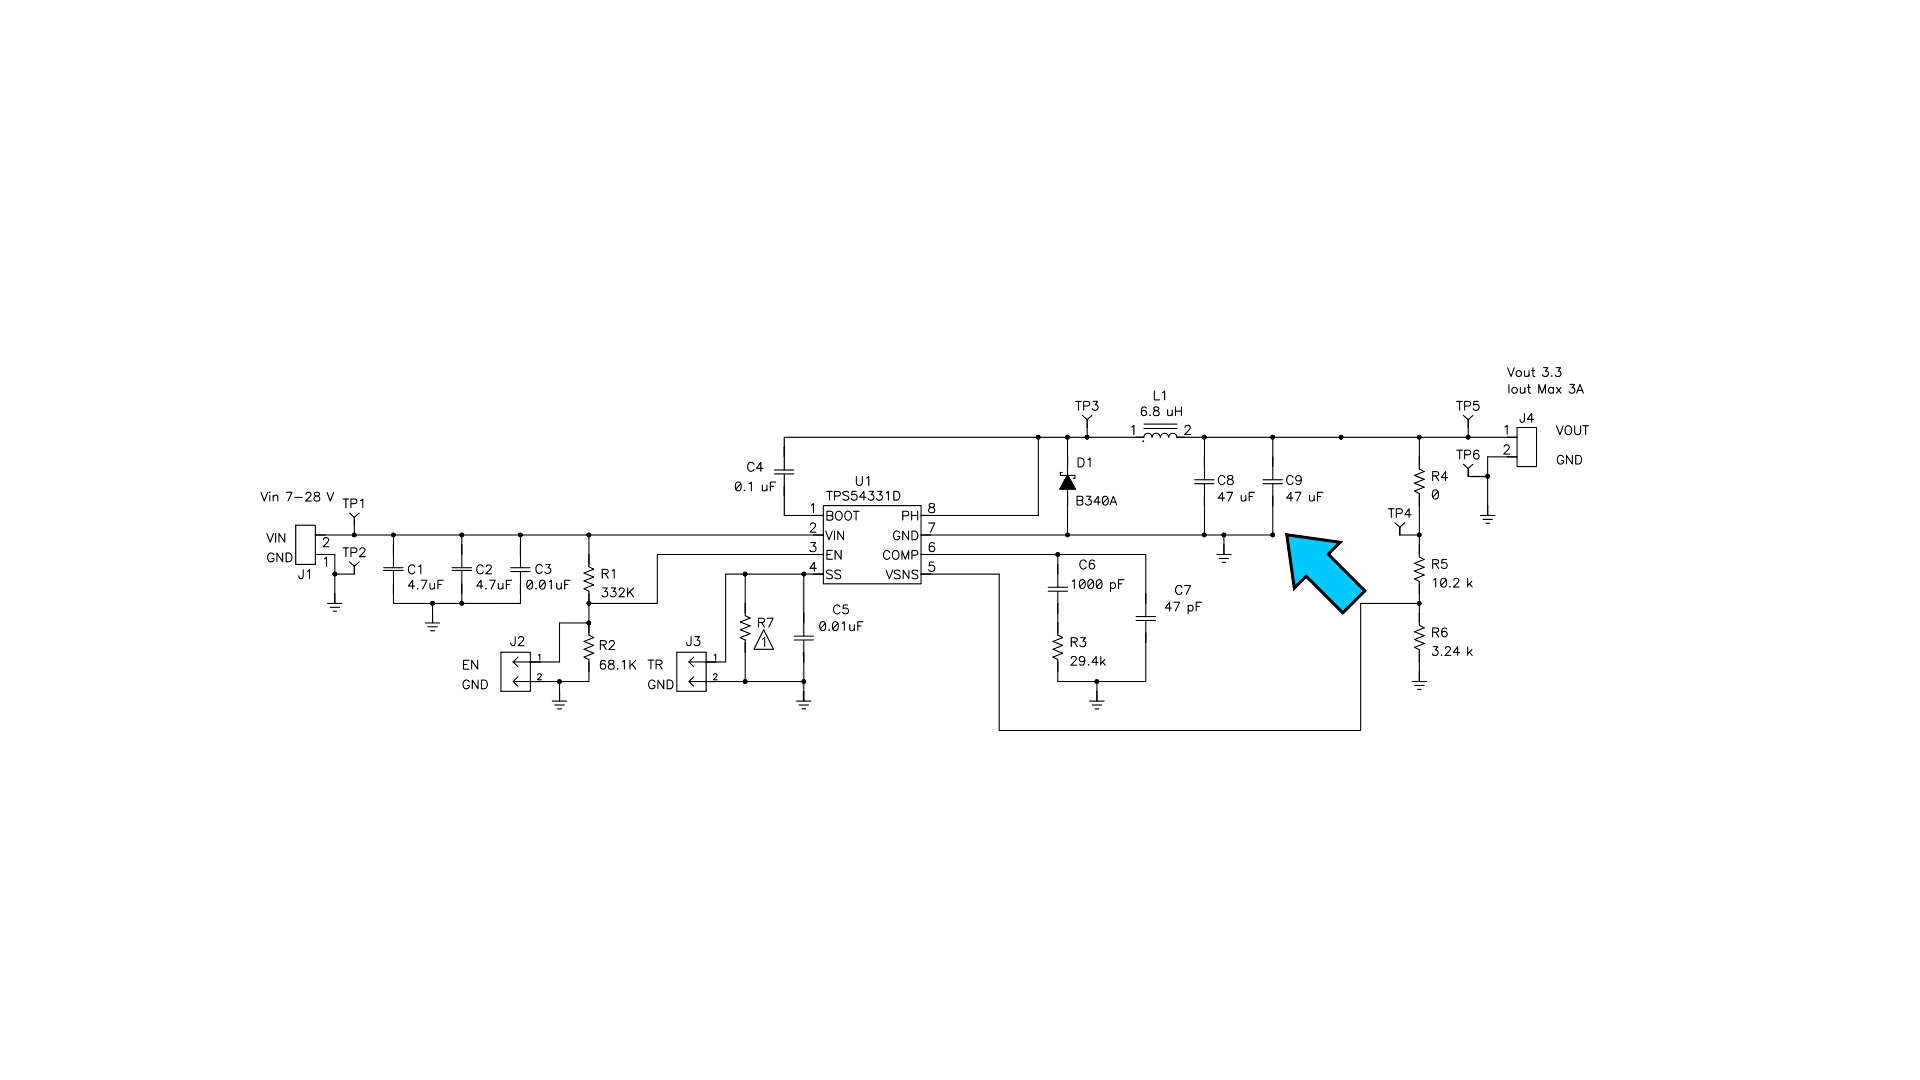 Vout 3.3
Iout Max 3A
L1
6.8 uH
TP3
TP5
J4
1
2
1
VOUT
2
GND
TP6
C4
0.1 uF
D1
B340A
C8
47 uF
C9
47 uF
R4
0
TP4
U1
TPS54331D
1
BOOT
PH
8
2
VIN
GND
7
3
EN
COMP
6
4
SS
VSNS
5
Vin 7-28 V
TP1
VIN
2
GND
1
TP2
J1
C1
4.7uF
C2
4.7uF
C3
0.01uF
R1
332K
C6
1000 pF
C7
47 pF
R5
10.2 k
R7
1
C5
0.01uF
R3
29.4k
R6
3.24 k
J2
EN
1
GND
2
R2
68.1K
J3
TR
1
GND
2